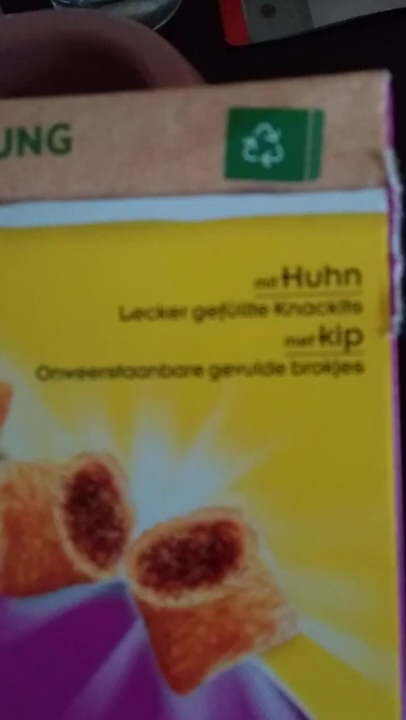 UNG
mit Huhn
Lecker gefüllte Knackits
met kip
Onweerstaanbare gevulde brokjes